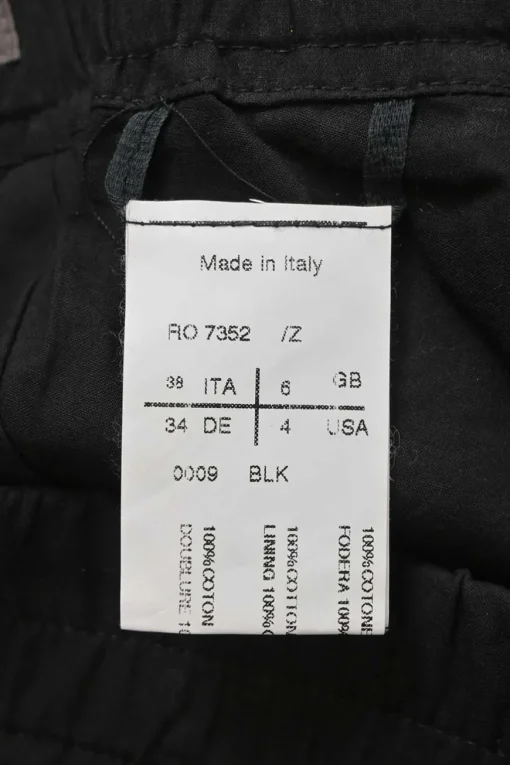 Made in Italy
RO 7352 /Z
38 ITA 6 GB
34 DE 4 USA
0009 BLK
100%COTON
DOUBLURE 10
100%COTTON
LINING 100%C
100%COTONE
FODERA 100%